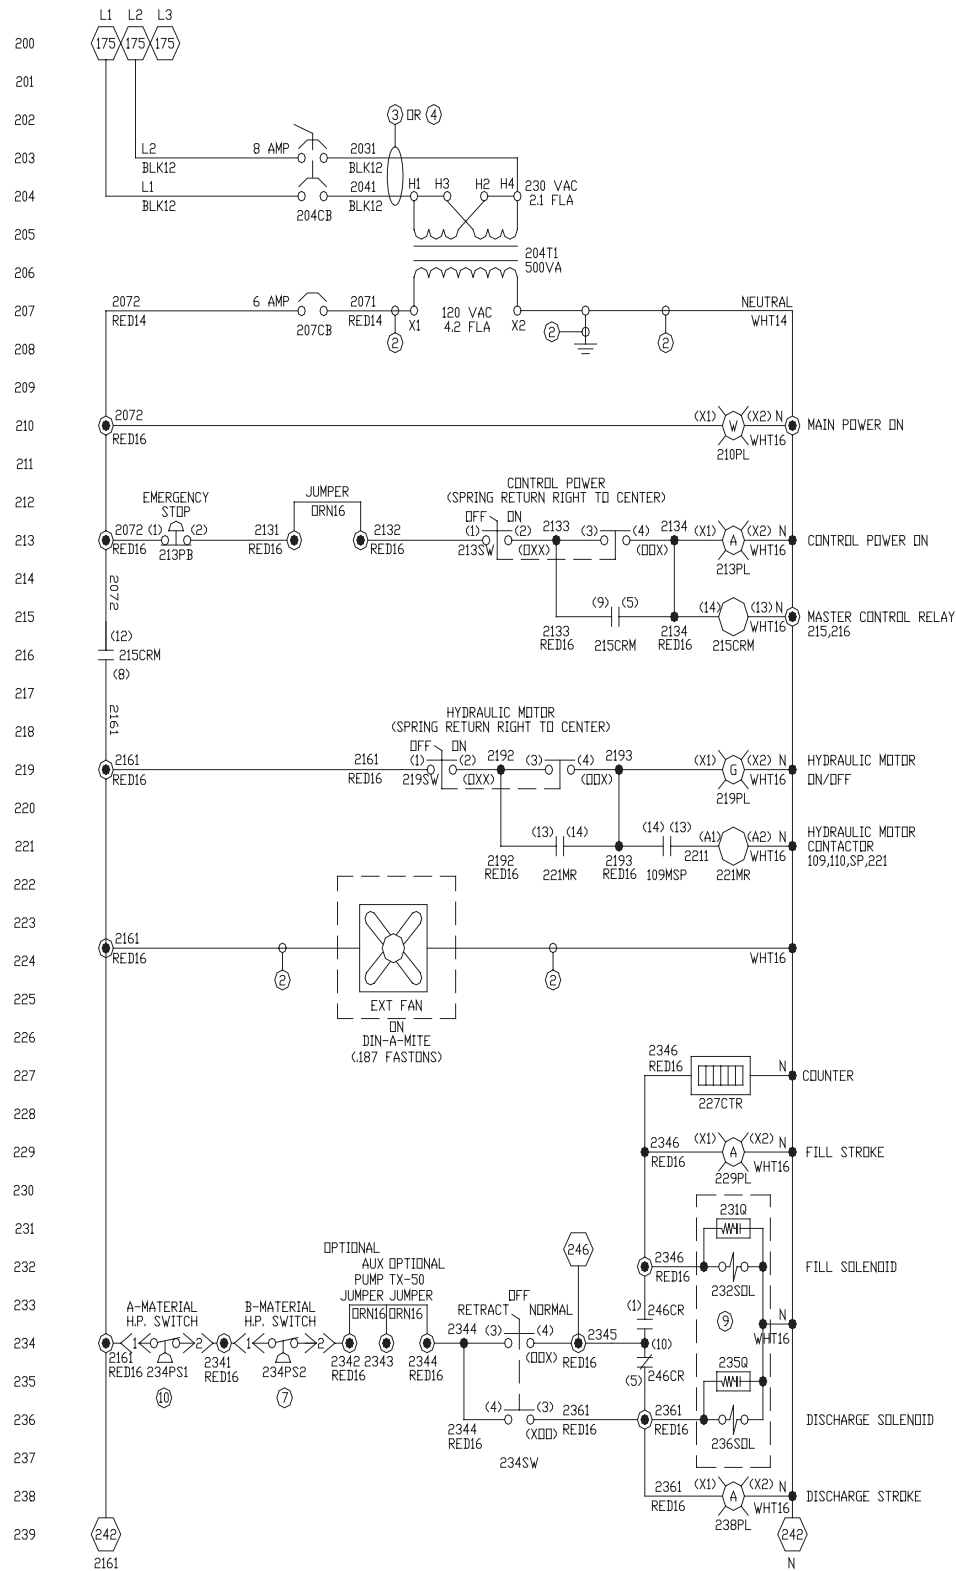 L1 L2 L3
200 175 175 175
201
202 3 OR 4
203 L2 8 AMP 2031
BLK12 BLK12
204 L1 2041 H1 H3 H2 H4 230 VAC
BLK12 204CB BLK12 2.1 FLA
205
204T1
206 500VA
207 2072 6 AMP 2071 NEUTRAL
RED14 207CB RED14 X1 120 VAC X2 2 WHT14
4.2 FLA
208 2 2
209
210 2072 (X1) W (X2) N MAIN POWER ON
RED16 210PL WHT16
211
212 EMERGENCY JUMPER CONTROL POWER
STOP ORN16 (SPRING RETURN RIGHT TO CENTER)
OFF ON
213 2072 (1) (2) 2131 2132 (1) (2) 2133 (3) (4) 2134 (X1) A (X2) N CONTROL POWER ON
RED16 213PB RED16 RED16 213SW (OXX) (OOX) 213PL WHT16
214 2072
215 (9) (5) (14) (13) N MASTER CONTROL RELAY
2133 2134 WHT16 215,216
RED16 215CRM RED16 215CRM
(12)
216 215CRM
(8)
217
2161
218 HYDRAULIC MOTOR
(SPRING RETURN RIGHT TO CENTER)
OFF ON
219 2161 2161 (1) (2) 2192 (3) (4) 2193 (X1) G (X2) N HYDRAULIC MOTOR
RED16 RED16 219SW (OXX) (OOX) 219PL WHT16 ON/OFF
220
221 (13) (14) (14) (13) (A1) (A2) N HYDRAULIC MOTOR
CONTACTOR
2192 2193 2211 WHT16 109,110,SP,221
RED16 221MR RED16 109MSP 221MR
222
223
2161
224 RED16 WHT16
2 2
225 EXT FAN
226 ON
DIN-A-MITE
(.187 FASTONS)
227 2346 N COUNTER
RED16 227CTR
228
229 2346 (X1) A (X2) N FILL STROKE
RED16 229PL WHT16
230
231 231Q
OPTIONAL 246
232 AUX OPTIONAL 2346 FILL SOLENOID
PUMP TX-50 RED16 232SOL
233 A-MATERIAL B-MATERIAL JUMPER JUMPER OFF (1) 246CR 9
H.P. SWITCH H.P. SWITCH ORN16 ORN16 RETRACT NORMAL WHT16
234 1 2 1 2 2344 (3) (4) 2345 (10)
2161 234PS1 2341 234PS2 2342 2343 2344 (OOX) RED16
RED16 RED16 RED16 RED16
235 10 7 (5) 246CR 235Q
236 (4) (3) 2361 2361 DISCHARGE SOLENOID
2344 (XOO) RED16 RED16 236SOL
RED16
237 234SW
238 2361 (X1) A (X2) N DISCHARGE STROKE
RED16 238PL WHT16
239 242 242
2161 N